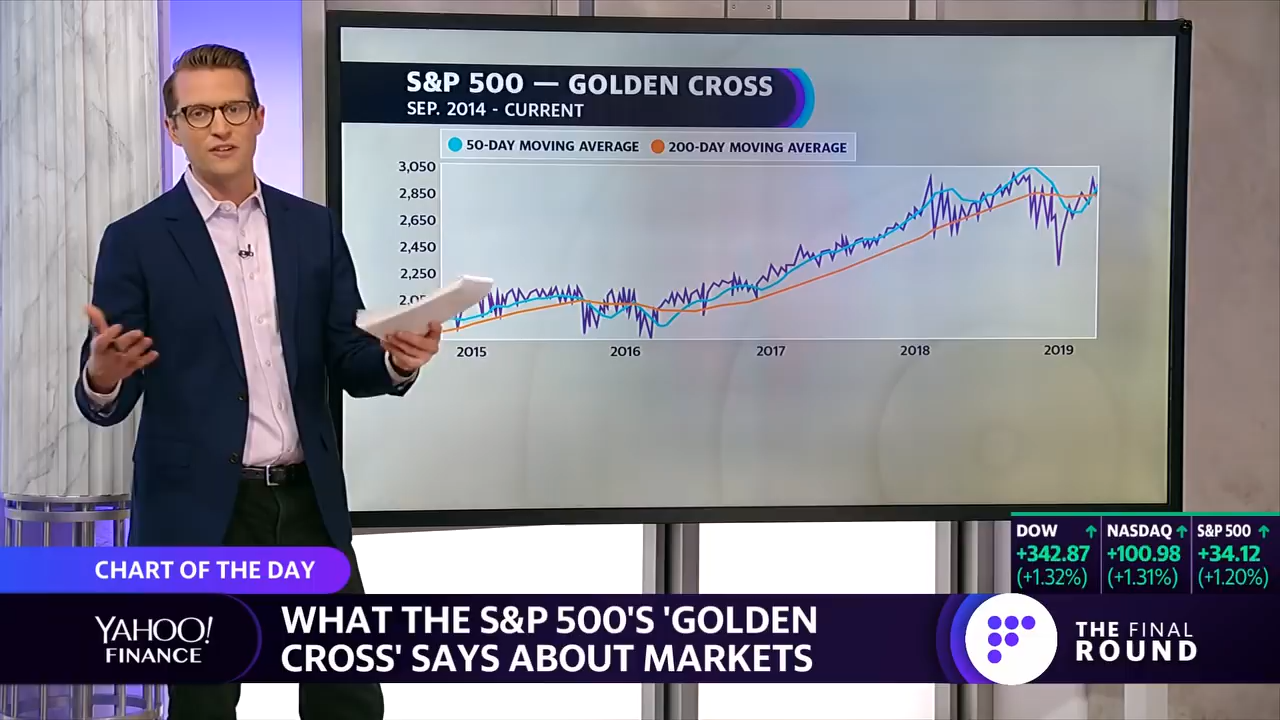 S&P 500 — GOLDEN CROSS
SEP. 2014 - CURRENT
50-DAY MOVING AVERAGE 200-DAY MOVING AVERAGE
3,050
2,850
2,650
2,450
2,250
2015 2016 2017 2018 2019
DOW NASDAQ S&P 500
+342.87 +100.98 +34.12
(+1.32%) (+1.31%) (+1.20%)
CHART OF THE DAY
YAHOO!
FINANCE
WHAT THE S&P 500'S 'GOLDEN
CROSS' SAYS ABOUT MARKETS
THE FINAL
ROUND